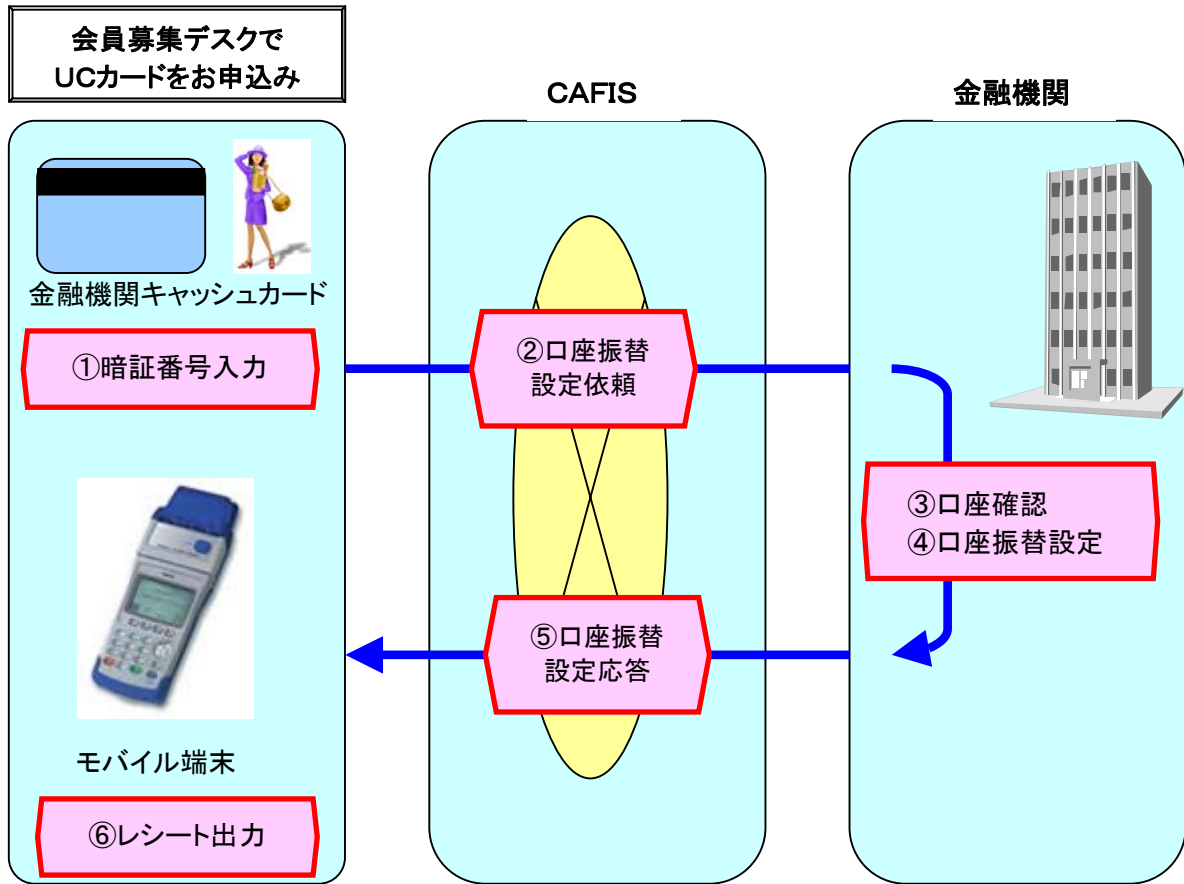 会員募集デスクで
UCカードをお申込み
CAFIS
金融機関
金融機関キャッシュカード
①暗証番号入力
②口座振替
設定依頼
③口座確認
④口座振替設定
⑤口座振替
設定応答
モバイル端末
⑥レシート出力